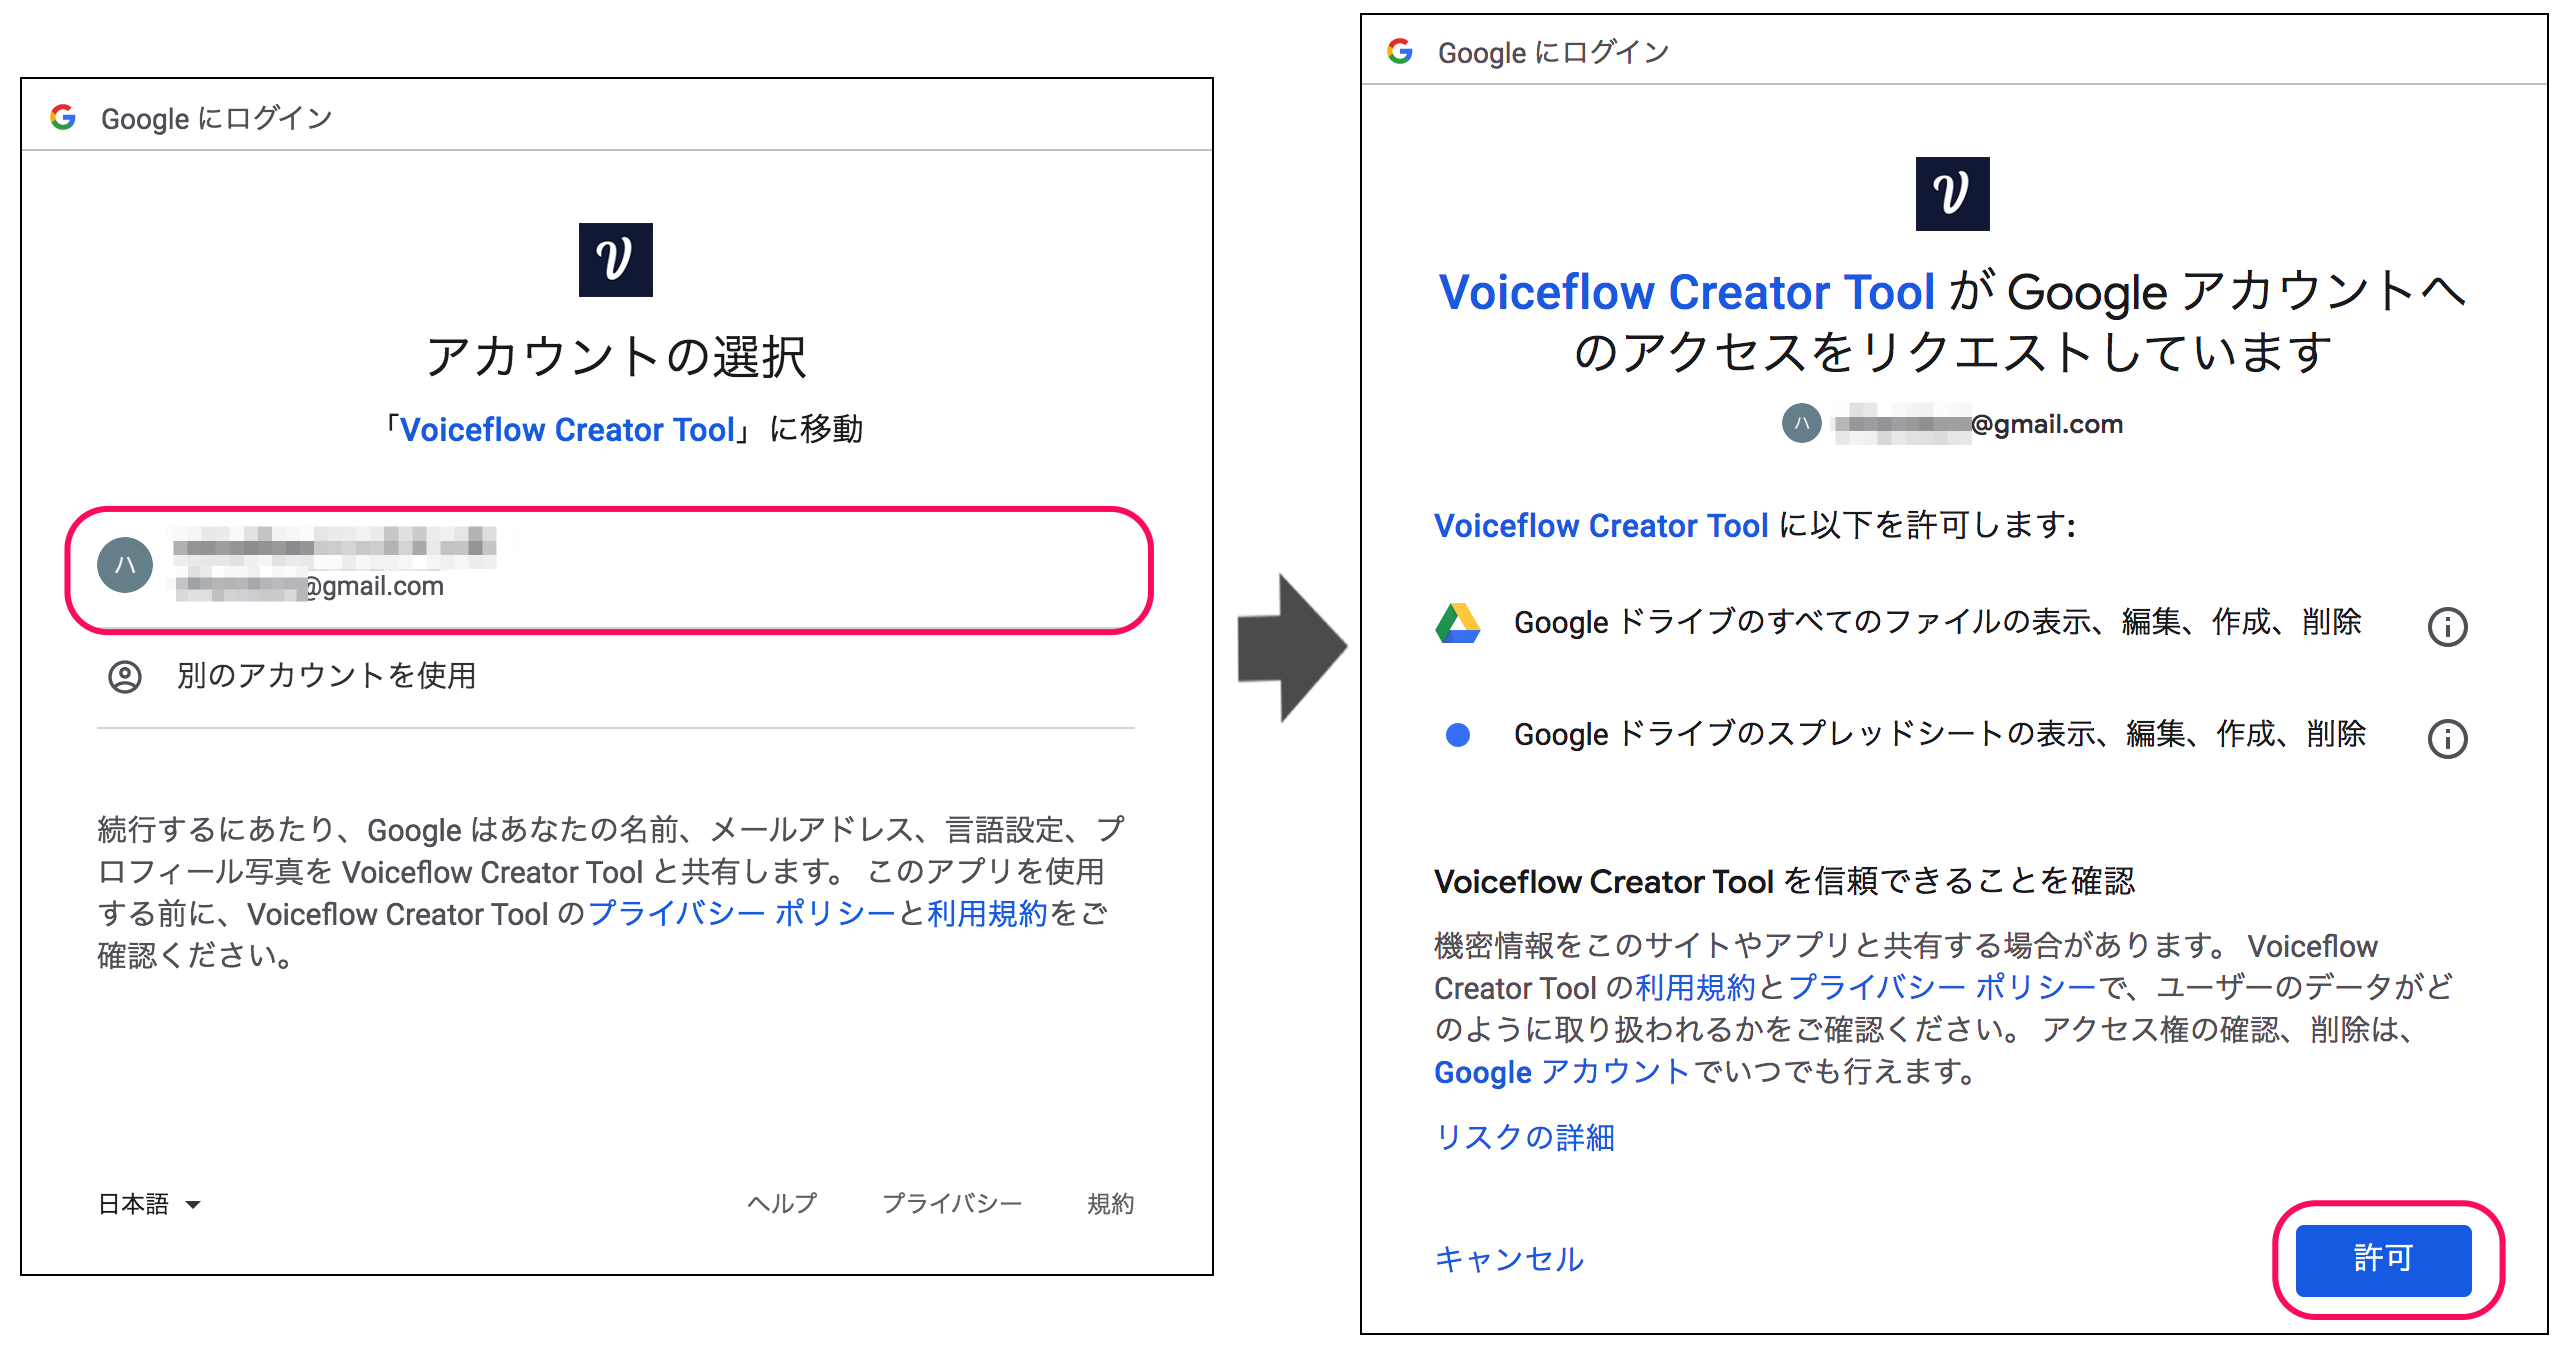 Google にログイン
アカウントの選択
「Voiceflow Creator Tool」に移動
ハ
@gmail.com
別のアカウントを使用
続行するにあたり、Google はあなたの名前、メールアドレス、言語設定、プ
ロフィール写真を Voiceflow Creator Tool と共有します。 このアプリを使用
する前に、Voiceflow Creator Tool のプライバシー ポリシーと利用規約をご
確認ください。
日本語 ヘルプ プライバシー 規約
Google にログイン
Voiceflow Creator Tool が Google アカウントへ
のアクセスをリクエストしています
ハ @gmail.com
Voiceflow Creator Tool に以下を許可します:
Google ドライブのすべてのファイルの表示、編集、作成、削除
Google ドライブのスプレッドシートの表示、編集、作成、削除
Voiceflow Creator Tool を信頼できることを確認
機密情報をこのサイトやアプリと共有する場合があります。 Voiceflow
Creator Tool の利用規約とプライバシー ポリシーで、ユーザーのデータがど
のように取り扱われるかをご確認ください。 アクセス権の確認、削除は、
Google アカウントでいつでも行えます。
リスクの詳細
キャンセル 許可